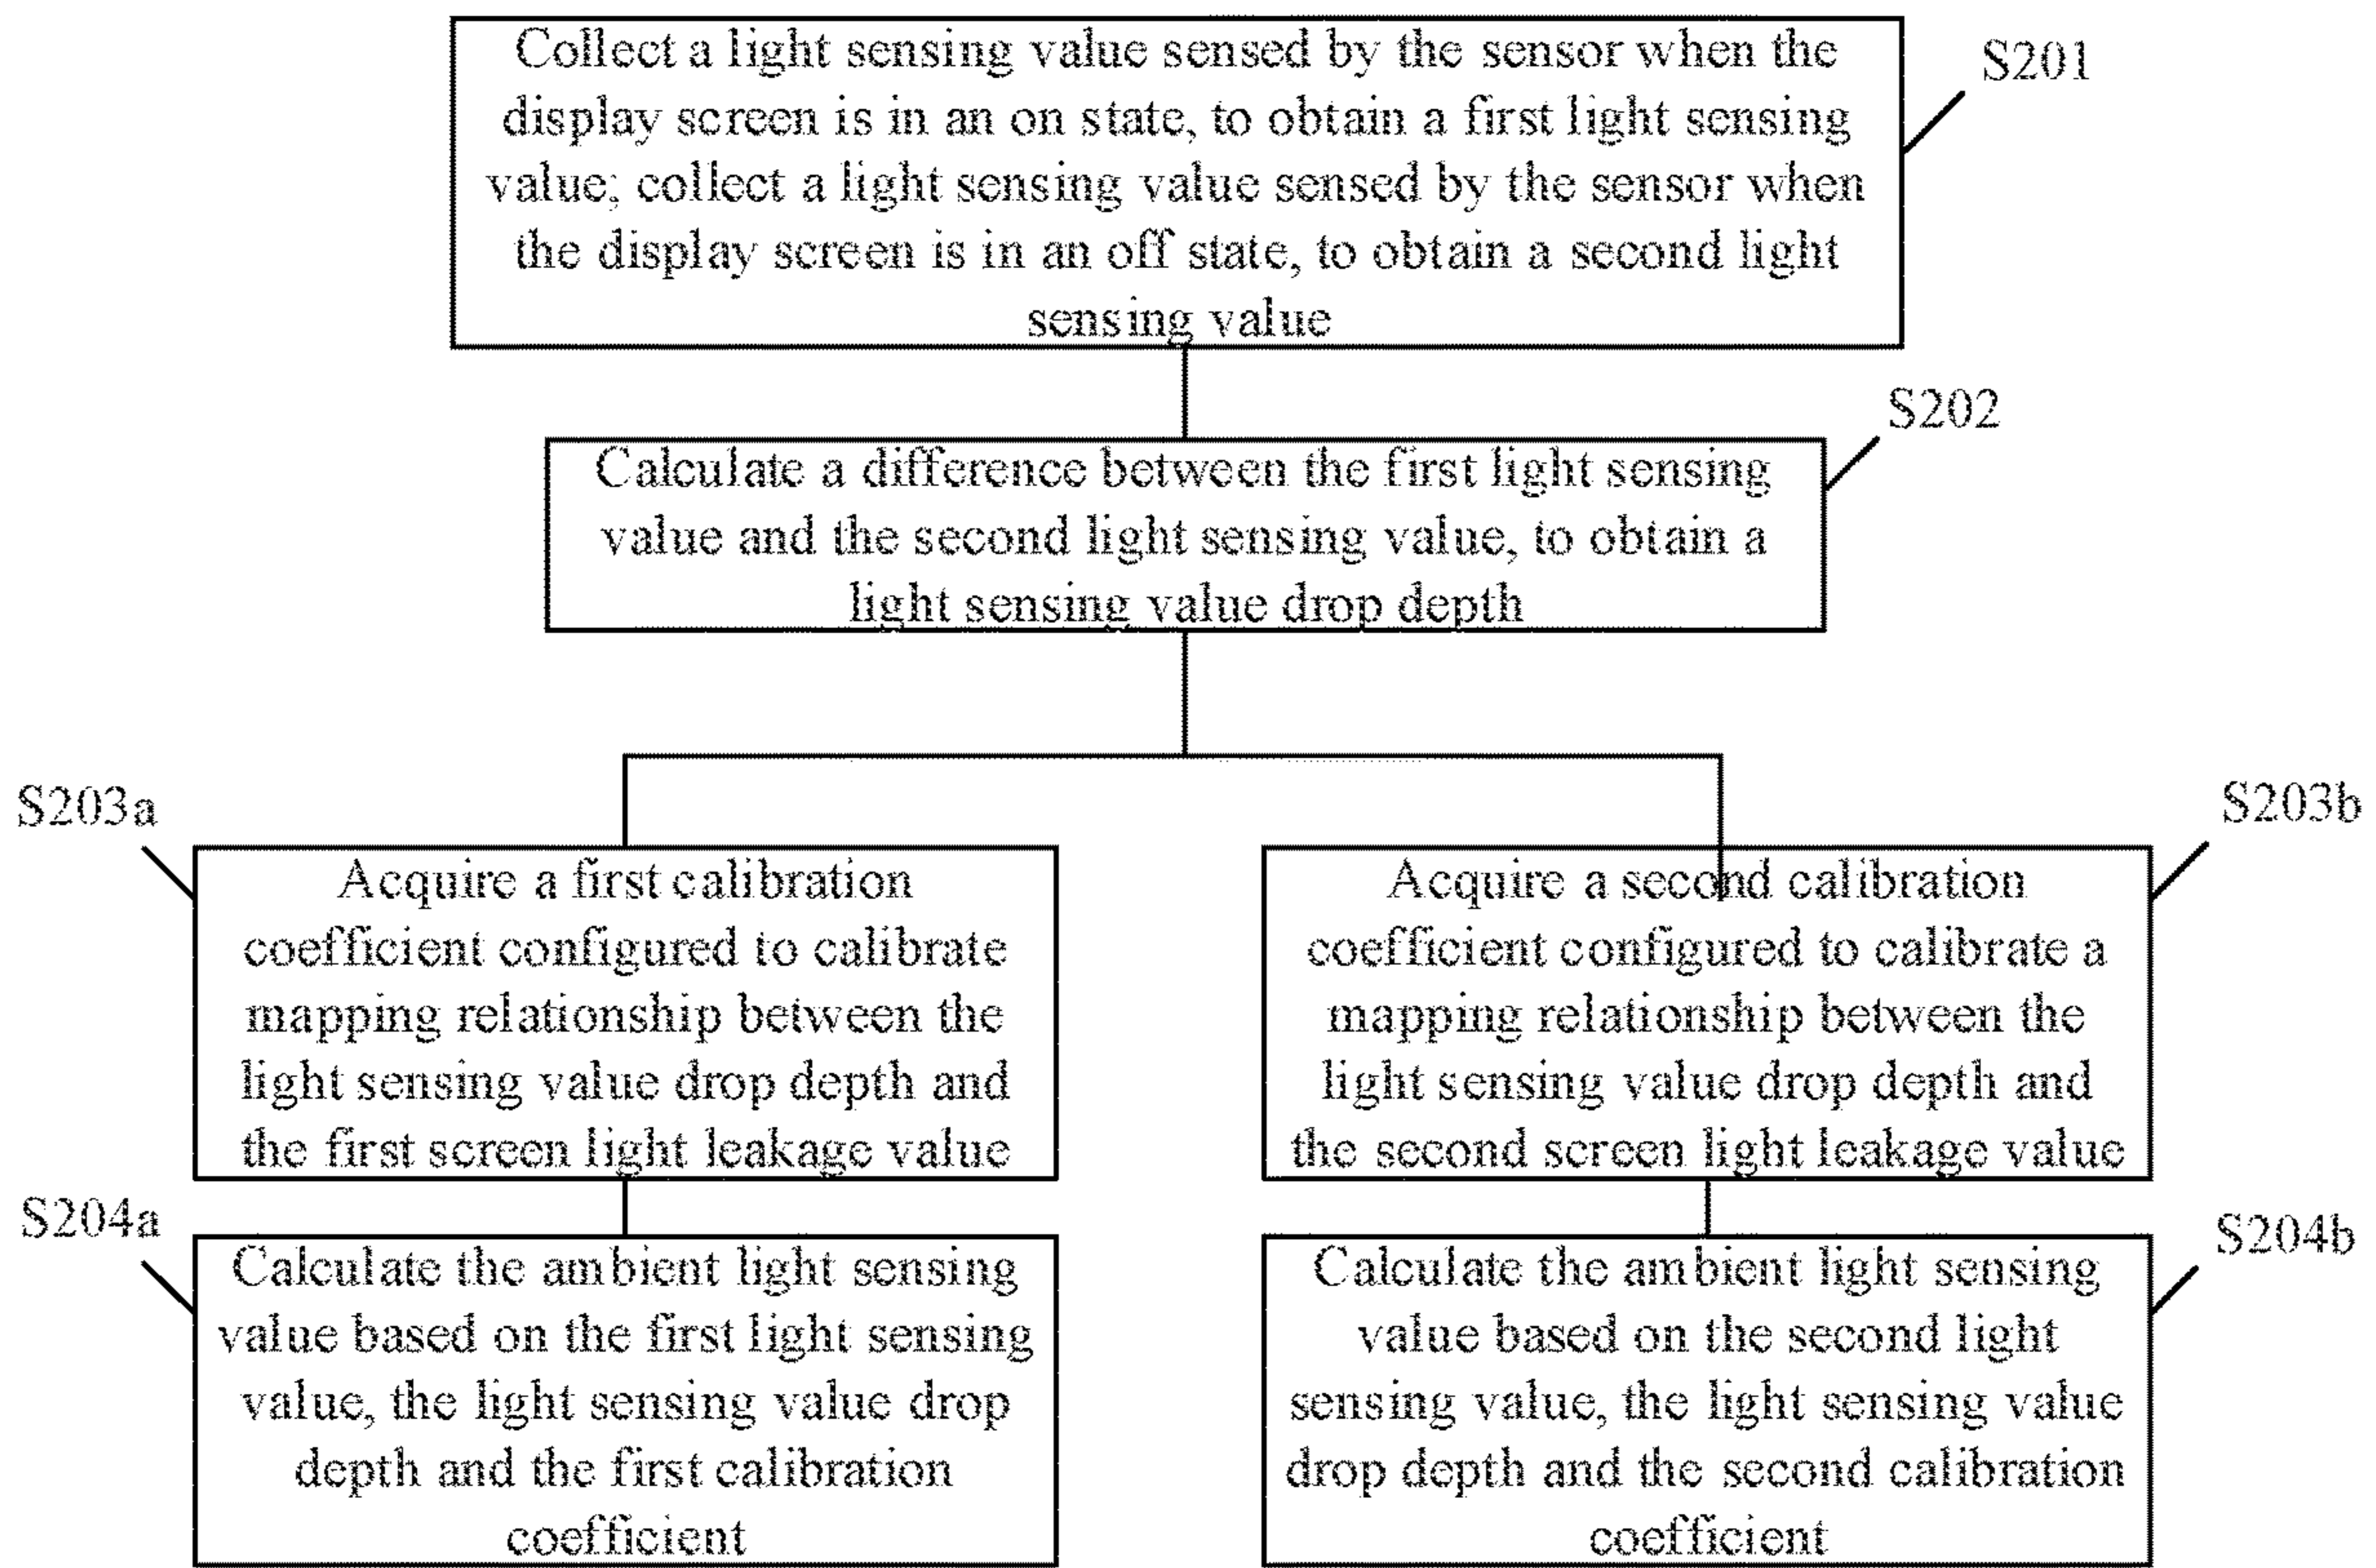 Collect a light sensing value sensed by the sensor when the
display screen is in an on state, to obtain a first light sensing
value; collect a light sensing value sensed by the sensor when
the display screen is in an off state, to obtain a second light
sensing value
S201
Calculate a difference between the first light sensing
value and the second light sensing value, to obtain a
light sensing value drop depth
S202
S203a
Acquire a first calibration
coefficient configured to calibrate
mapping relationship between the
light sensing value drop depth and
the first screen light leakage value
S203b
Acquire a second calibration
coefficient configured to calibrate a
mapping relationship between the
light sensing value drop depth and
the second screen light leakage value
S204a
Calculate the ambient light sensing
value based on the first light sensing
value, the light sensing value drop
depth and the first calibration
coefficient
S204b
Calculate the ambient light sensing
value based on the second light
sensing value, the light sensing value
drop depth and the second calibration
coefficient